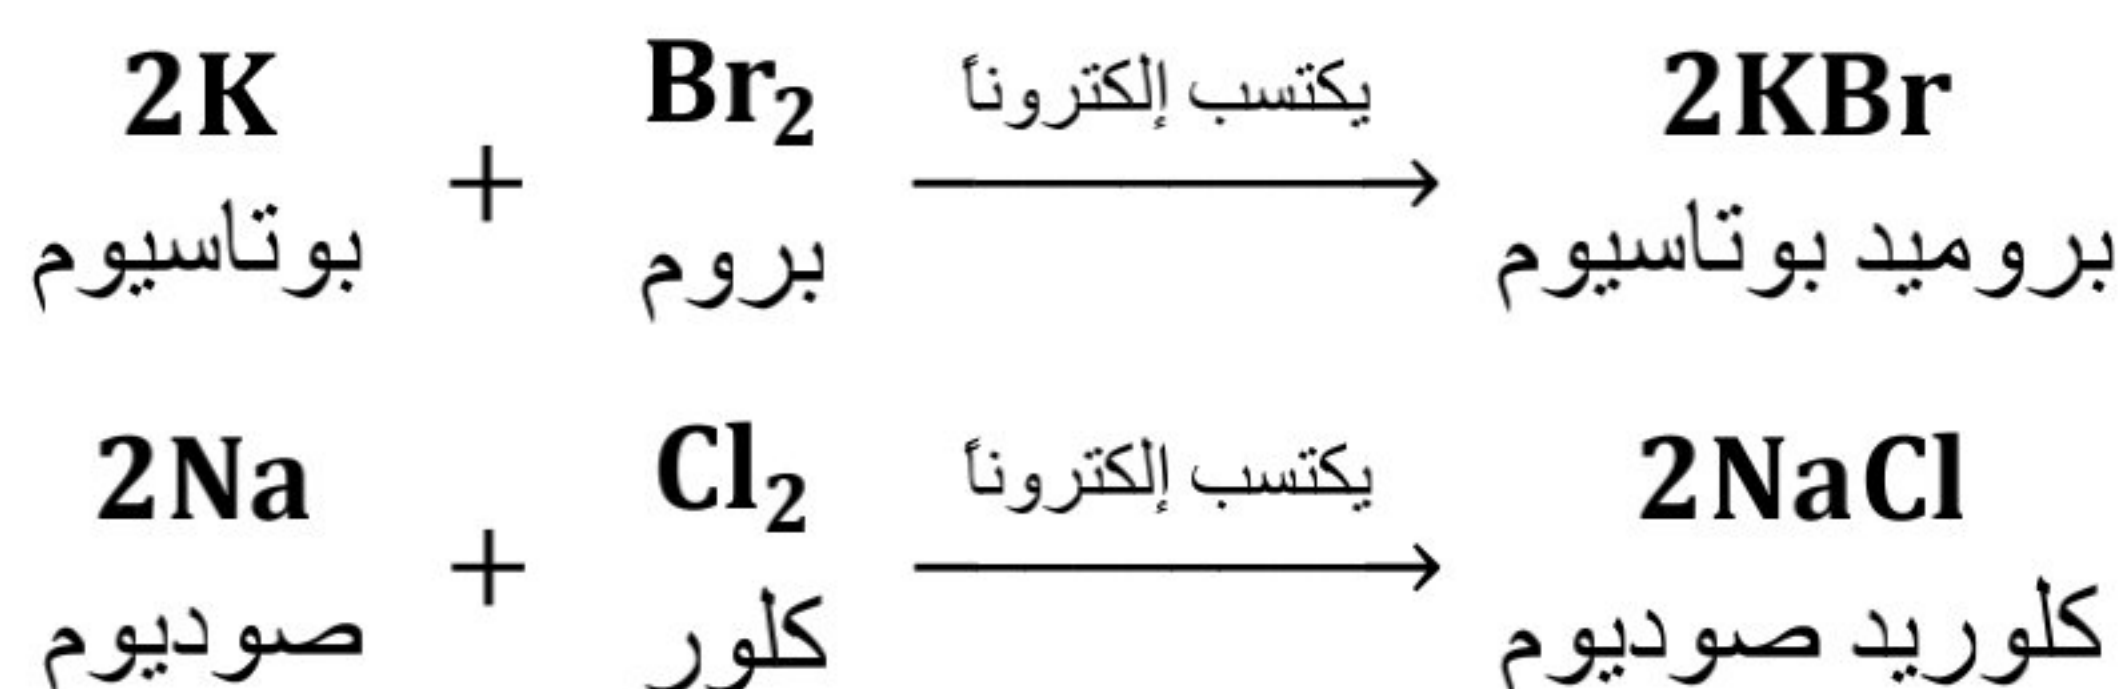 2K + Br₂ يكتسب إلكتروناً → 2KBr
بوتاسيوم بروم بروميد بوتاسيوم
2Na + Cl₂ يكتسب إلكتروناً → 2NaCl
صوديوم كلور كلوريد صوديوم